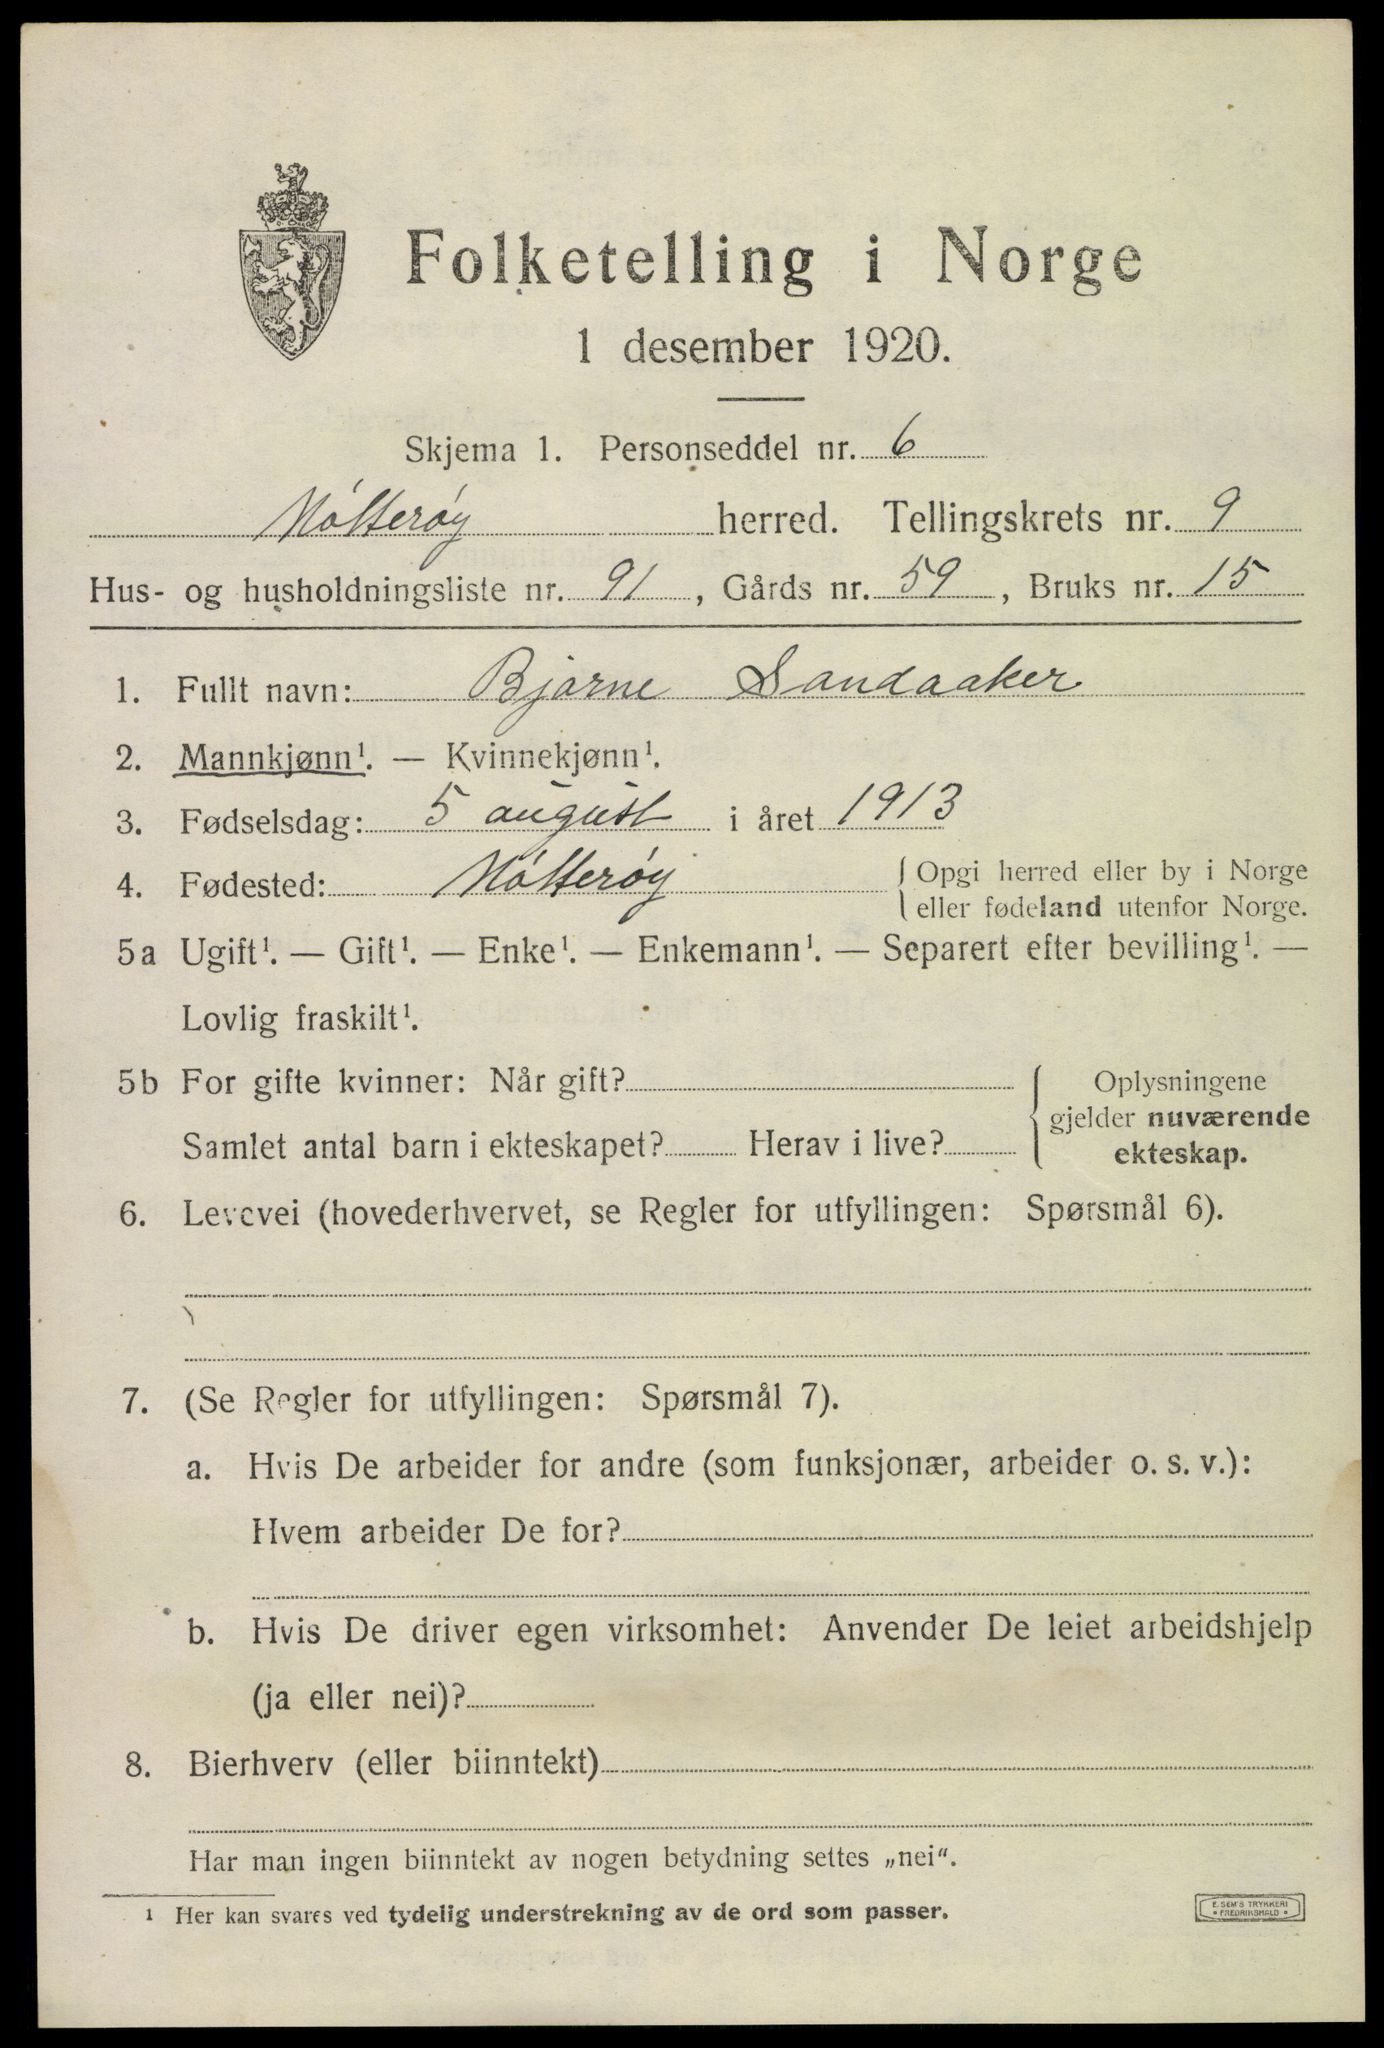 Folketelling i Norge
1 desember 1920.
Skjema 1. Personseddel nr. 6
Nótterøy herred. Tellingskrets nr. 9
Hus- og husholdningsliste nr. 91, Gårds nr. 59, Bruks nr. 15
1. Fullt navn: Bjarne Sandaaker
2. Mannkjønn¹. — Kvinnekjønn¹.
3. Fødselsdag: 5 august i året 1913
4. Fødested: Nótterøy { Opgi herred eller by i Norge
eller fødeland utenfor Norge.
5a Ugift¹. — Gift¹. — Enke¹. — Enkemann¹. — Separert efter bevilling¹. —
Lovlig fraskilt¹.
5b For gifte kvinner: Når gift? { Oplysningene
gjelder nuværende
Samlet antal barn i ekteskapet? Herav i live? ekteskap.
6. Levevei (hovederhvervet, se Regler for utfyllingen: Spørsmål 6).
7. (Se Regler for utfyllingen: Spørsmål 7).
a. Hvis De arbeider for andre (som funksjonær, arbeider o. s. v.):
Hvem arbeider De for?
b. Hvis De driver egen virksomhet: Anvender De leiet arbeidshjelp
(ja eller nei)?
8. Bierhverv (eller biinntekt)
Har man ingen biinntekt av nogen betydning settes „nei“.
¹ Her kan svares ved tydelig understrekning av de ord som passer.
E. SEM'S TRYKKERI
• FREDRIKSHALD •